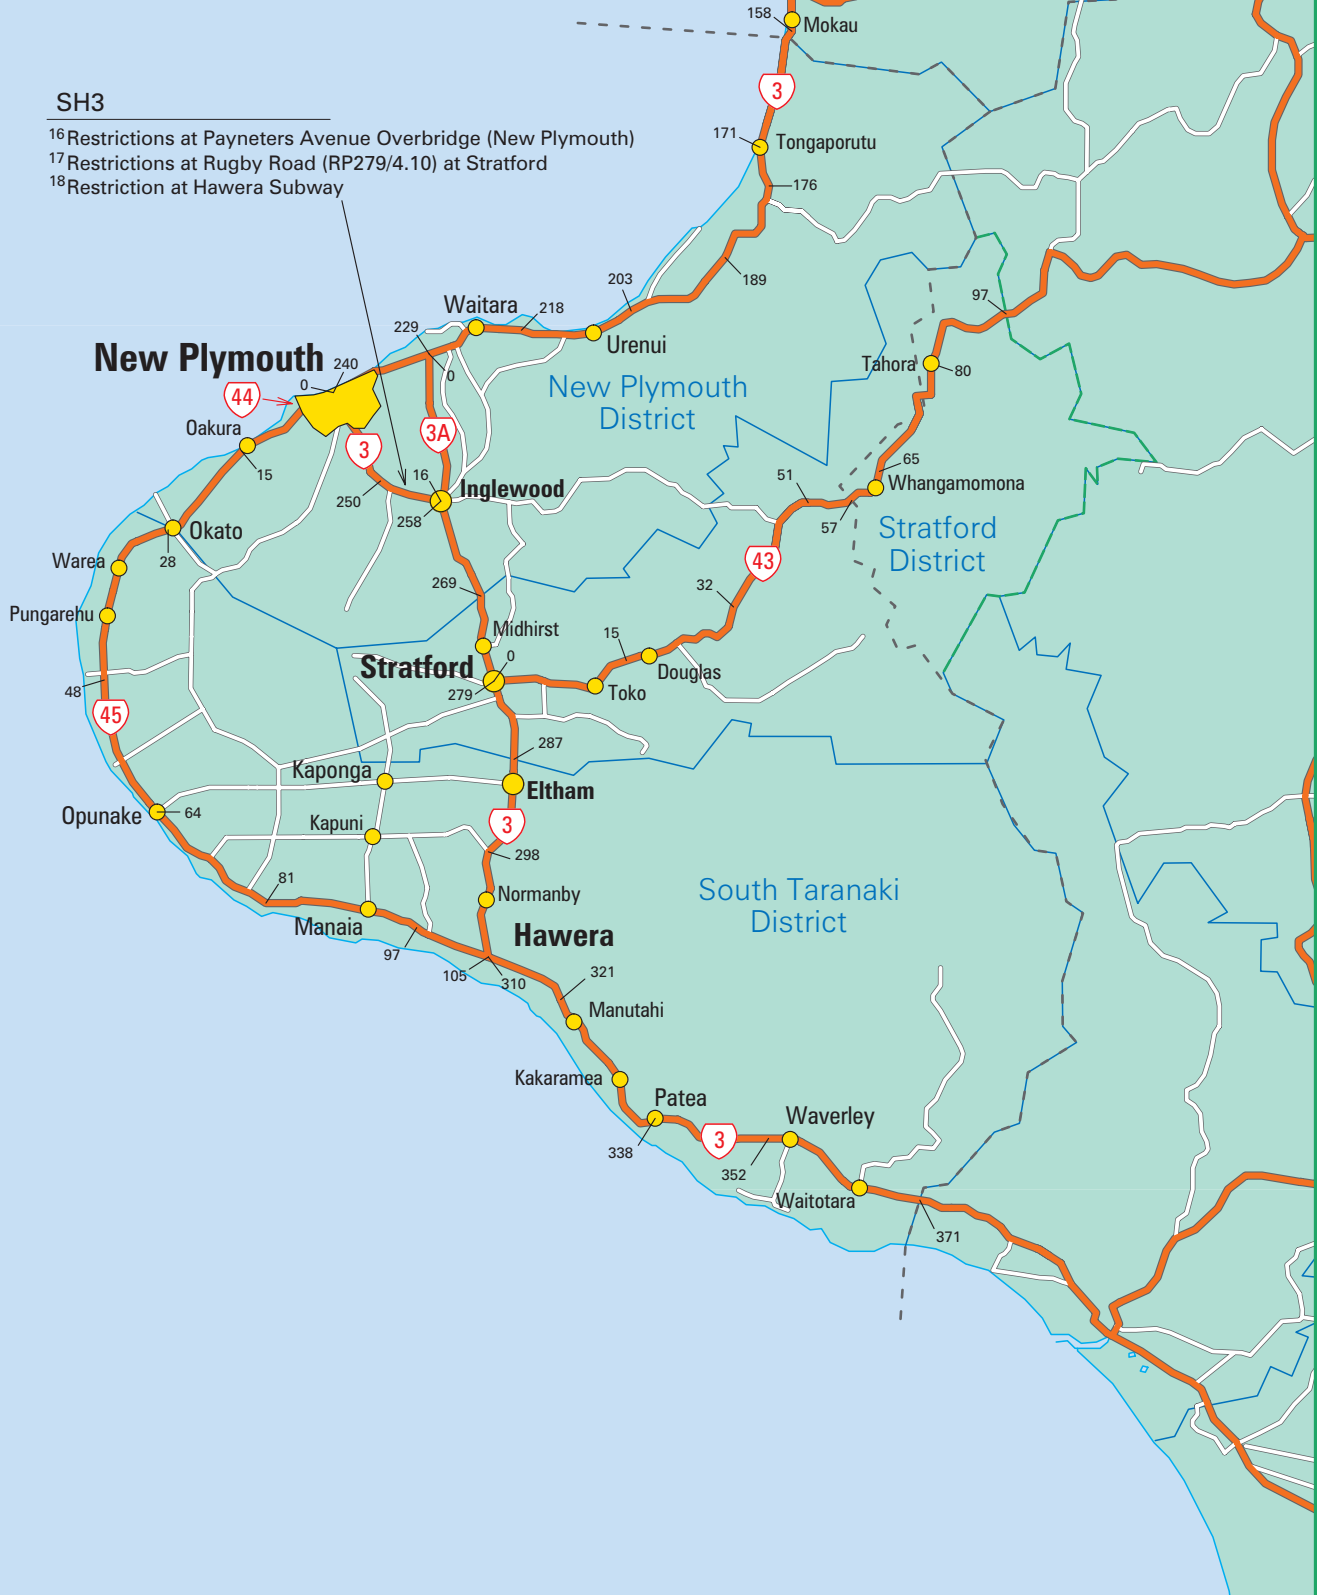 158
Mokau
3
SH3
16 Restrictions at Payneters Avenue Overbridge (New Plymouth)
17 Restrictions at Rugby Road (RP279/4.10) at Stratford
18 Restriction at Hawera Subway
171
Tongaporutu
176
189
203
Waitara
218
97
229
Urenui
New Plymouth
240
0
0
Tahora
80
44
New Plymouth
District
Oakura
3A
3
15
65
16
51
Whangamomona
250
Inglewood
258
57
Okato
Stratford
District
Warea
28
43
269
32
Pungarehu
Midhirst
15
0
Stratford
Douglas
48
279
Toko
45
287
Kaponga
Eltham
Opunake
64
Kapuni
3
298
81
Normanby
South Taranaki
District
Manaia
Hawera
97
105
310
321
Manutahi
Kakaramea
Patea
Waverley
3
338
352
Waitotara
371